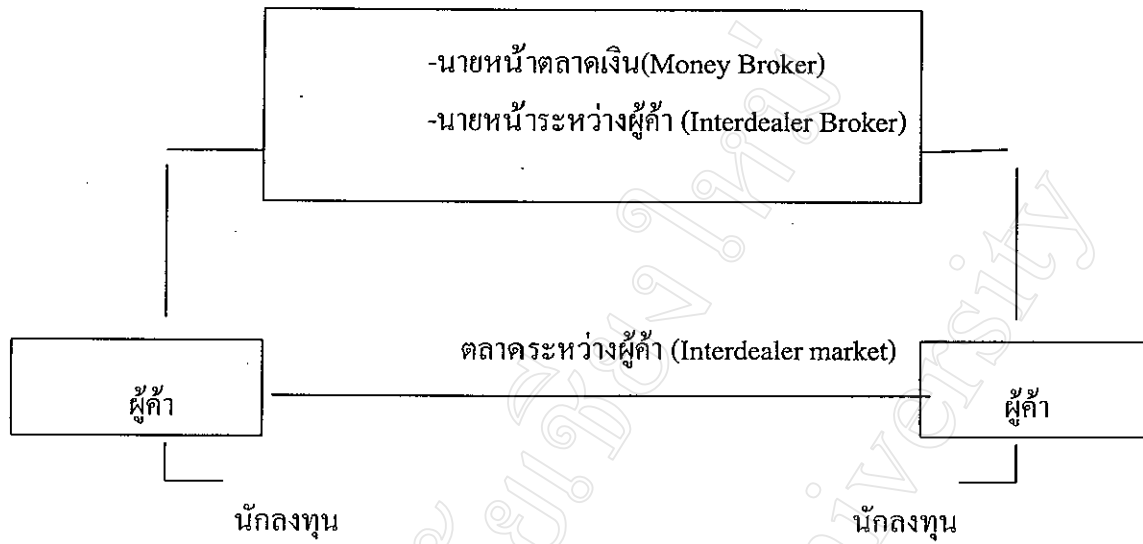 -นายหน้าตลาดเงิน(Money Broker)
-นายหน้าระหว่างผู้ค้า (Interdealer Broker)
ตลาดระหว่างผู้ค้า (Interdealer market)
ผู้ค้า
ผู้ค้า
นักลงทุน
นักลงทุน